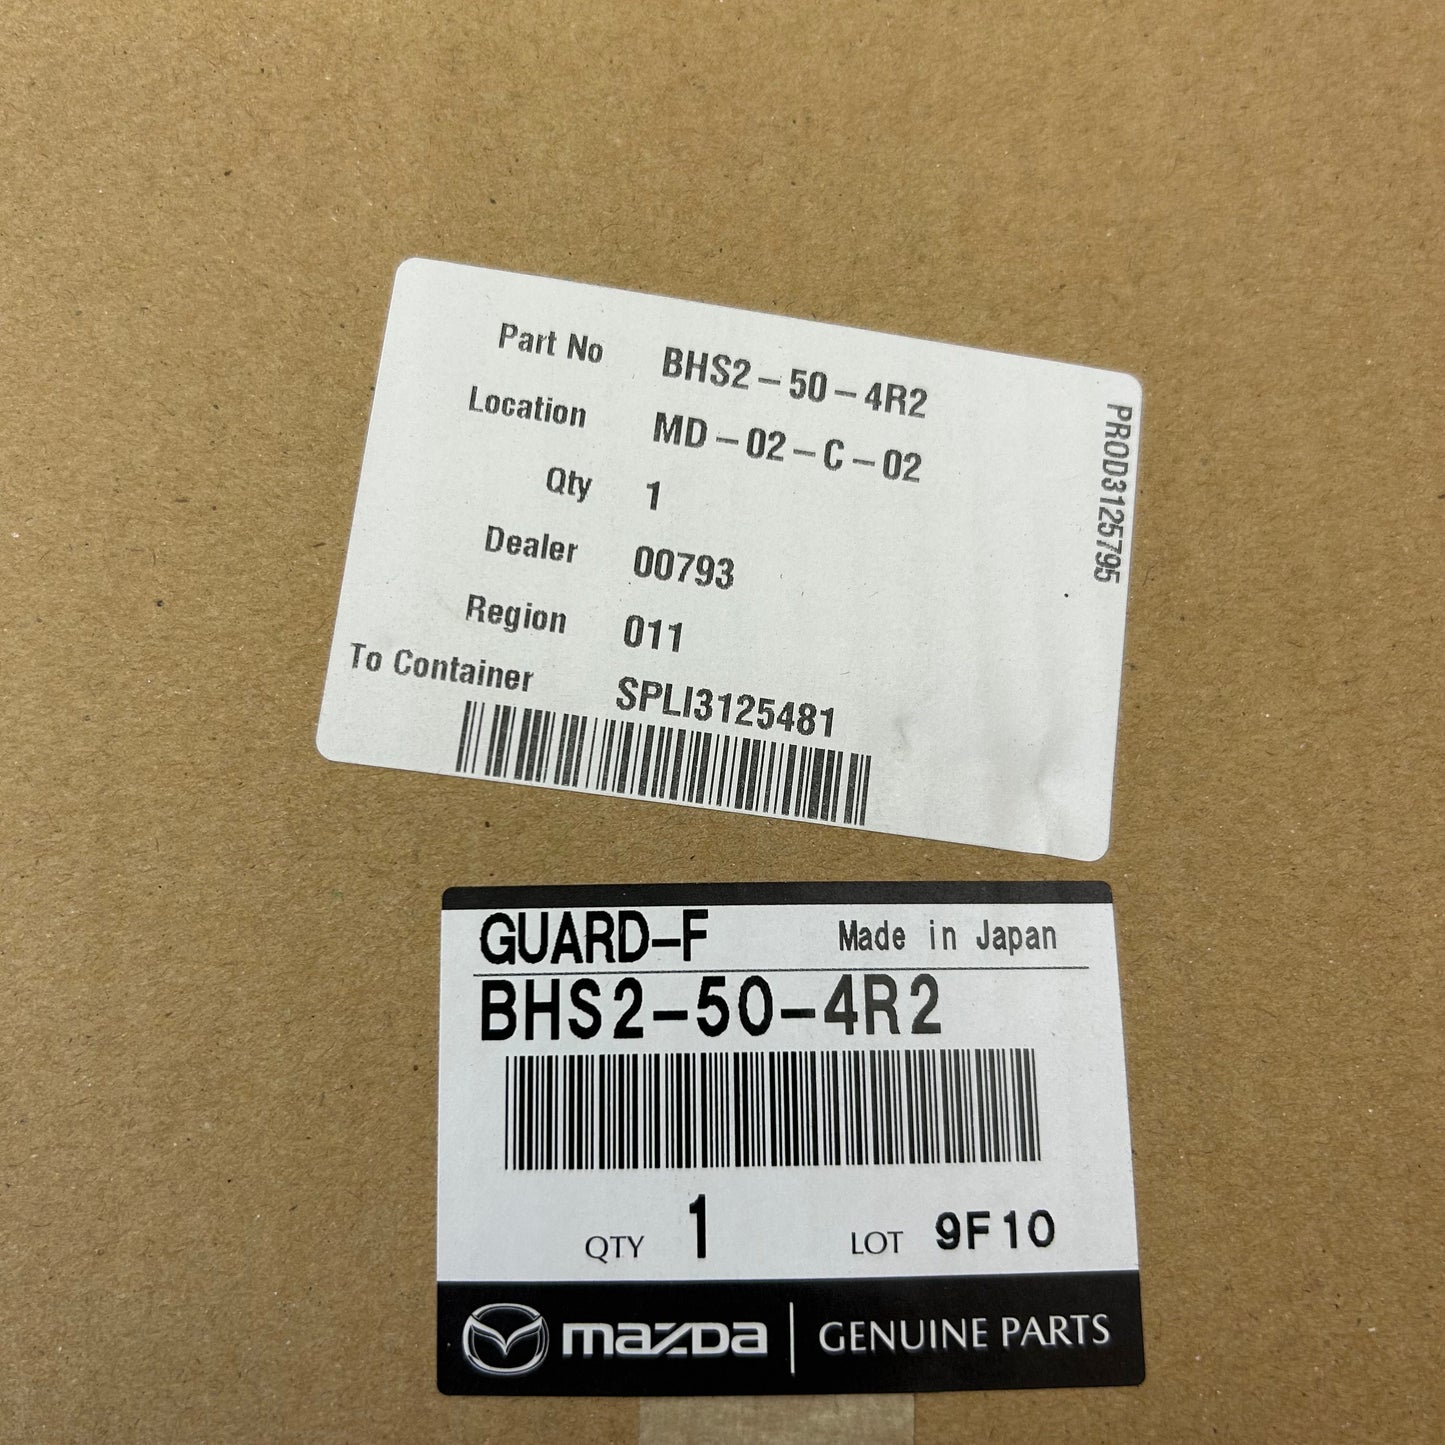 Part No BHS2-50-4R2
Location MD-02-C-02
Qty 1
Dealer 00793
Region 011
To Container SPLI3125481
PROD3125795
GUARD-F Made in Japan
BHS2-50-4R2
QTY 1 LOT 9F10
mazda GENUINE PARTS